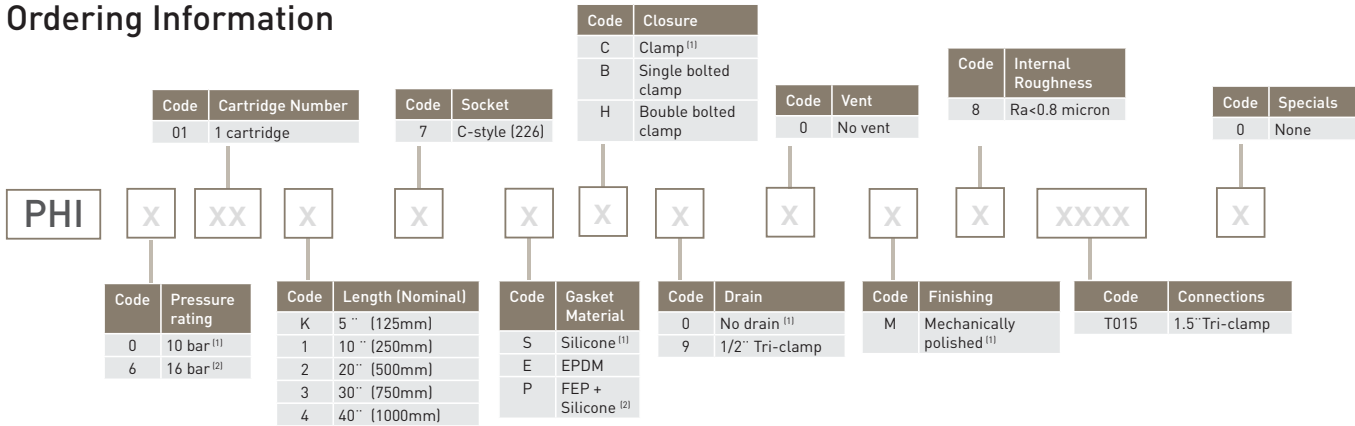 Ordering Information
Code Closure
C Clamp (1)
B Single bolted
clamp
H Bouble bolted
clamp
Code Internal
Roughness
8 Ra<0.8 micron
Code Cartridge Number
01 1 cartridge
Code Socket
7 C-style (226)
Code Vent
0 No vent
Code Specials
0 None
PHI X XX X X X X X X X X XXXX X
Code Pressure
rating
0 10 bar (1)
6 16 bar (2)
Code Length (Nominal)
K 5 ¨ (125mm)
1 10 ¨ (250mm)
2 20¨ (500mm)
3 30¨ (750mm)
4 40¨ (1000mm)
Code Gasket
Material
S Silicone (1)
E EPDM
P FEP +
Silicone (2)
Code Drain
0 No drain (1)
9 1/2¨ Tri-clamp
Code Finishing
M Mechanically
polished (1)
Code Connections
T015 1.5¨Tri-clamp